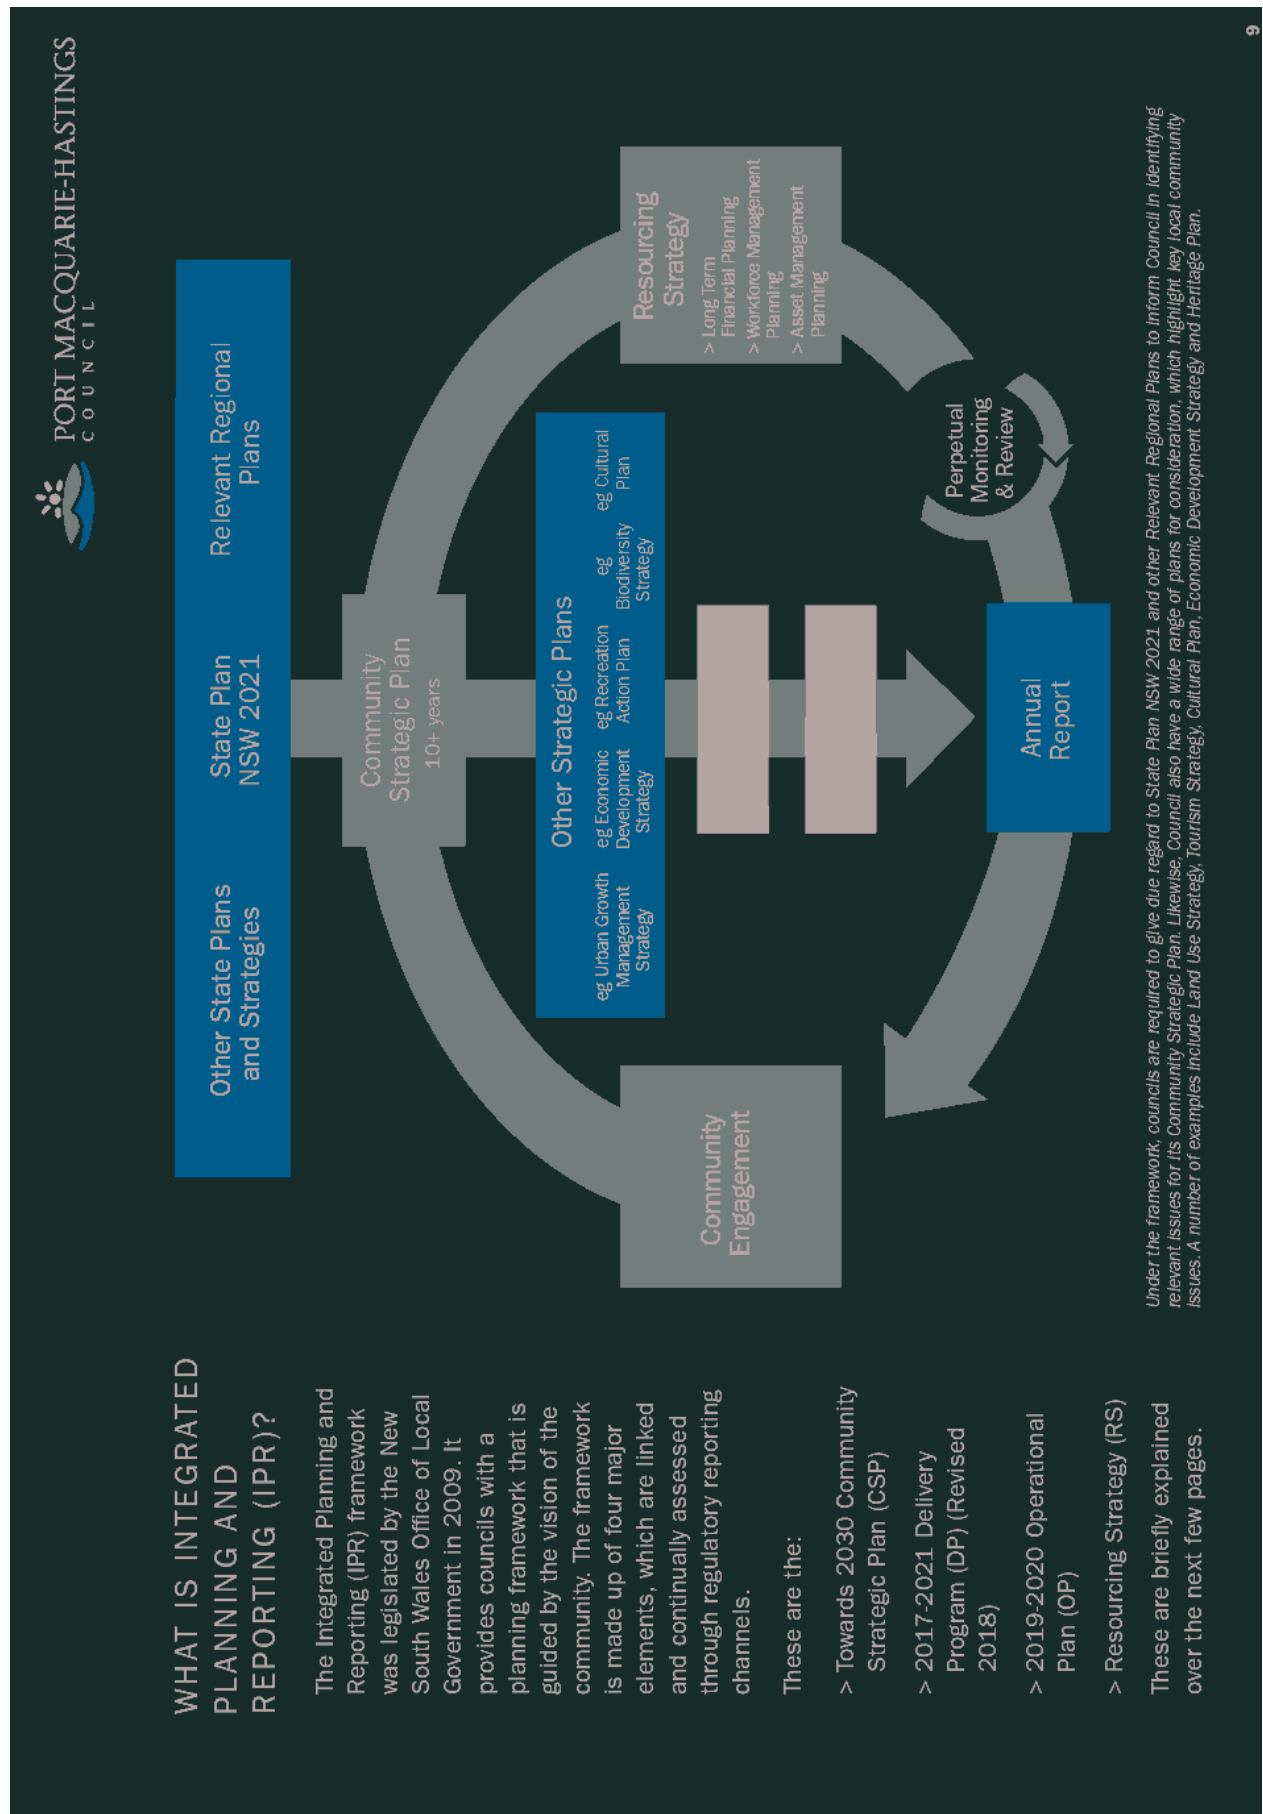 PORT MACQUARIE-HASTINGS
COUNCIL
WHAT IS INTEGRATED
PLANNING AND
REPORTING (IPR)?
The Integrated Planning and
Reporting (IPR) framework
was legislated by the New
South Wales Office of Local
Government in 2009. It
provides councils with a
planning framework that is
guided by the vision of the
community. The framework
is made up of four major
elements, which are linked
and continually assessed
through regulatory reporting
channels.
These are the:
> Towards 2030 Community
Strategic Plan (CSP)
> 2017-2021 Delivery
Program (DP) (Revised
2018)
> 2019-2020 Operational
Plan (OP)
> Resourcing Strategy (RS)
These are briefly explained
over the next few pages.
Other State Plans
and Strategies
State Plan
NSW 2021
Relevant Regional
Plans
Community
Strategic Plan
10+ years
Other Strategic Plans
eg Urban Growth
Management
Strategy
eg Economic
Development
Strategy
eg Recreation
Action Plan
eg
Biodiversity
Strategy
eg Cultural
Plan
Community
Engagement
Resourcing
Strategy
> Long Term
Financial Planning
> Workforce Management
Planning
> Asset Management
Planning
Perpetual
Monitoring
& Review
Annual
Report
Under the framework, councils are required to give due regard to State Plan NSW 2021 and other Relevant Regional Plans to inform Council in identifying
relevant issues for its Community Strategic Plan. Likewise, Council also have a wide range of plans for consideration, which highlight key local community
issues. A number of examples include Land Use Strategy, Tourism Strategy, Cultural Plan, Economic Development Strategy and Heritage Plan.
9